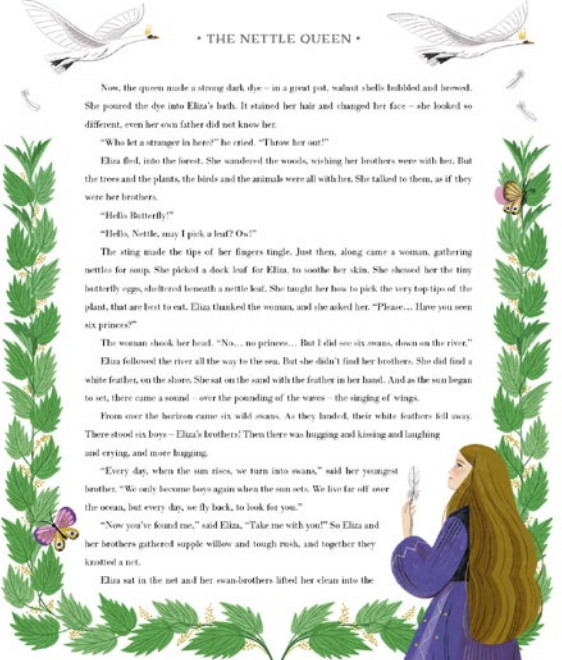 • THE NETTLE QUEEN •
Now, the queen made a strong dark dye – in a great pot, walnut shells bubbled and brewed.
She poured the dye into Eliza's bath. It stained her hair and changed her face – she looked so
different, even her own father did not know her.
"Who let a stranger in here?" he cried. "Throw her out!"
Eliza fled, into the forest. She wandered the woods, wishing her brothers were with her. But
the trees and the plants, the birds and the animals were all with her. She talked to them, as if they
were her brothers.
"Hello Butterfly!"
"Hello, Nettle, may I pick a leaf? Ow!"
The sting made the tips of her fingers tingle. Just then, along came a woman, gathering
nettles for soup. She picked a dock leaf for Eliza, to soothe her skin. She showed her the tiny
butterfly eggs, sheltered beneath a nettle leaf. She taught her how to pick the very top tips of the
plant, that are best to eat. Eliza thanked the woman, and she asked her. "Please... Have you seen
six princes?"
The woman shook her head. "No... no princes... But I did see six swans, down on the river."
Eliza followed the river all the way to the sea. But she didn't find her brothers. She did find a
white feather, on the shore. She sat on the sand with the feather in her hand. And as the sun began
to set, there came a sound – over the pounding of the waves – the singing of wings.
From over the horizon came six wild swans. As they landed, their white feathers fell away.
There stood six boys – Eliza's brothers! Then there was hugging and kissing and laughing
and crying, and more hugging.
"Every day, when the sun rises, we turn into swans," said her youngest
brother. "We only become boys again when the sun sets. We live far off over
the ocean, but every day, we fly back, to look for you."
"Now you've found me," said Eliza, "Take me with you!" So Eliza and
her brothers gathered supple willow and tough rush, and together they
knotted a net.
Eliza sat in the net and her swan-brothers lifted her clean into the